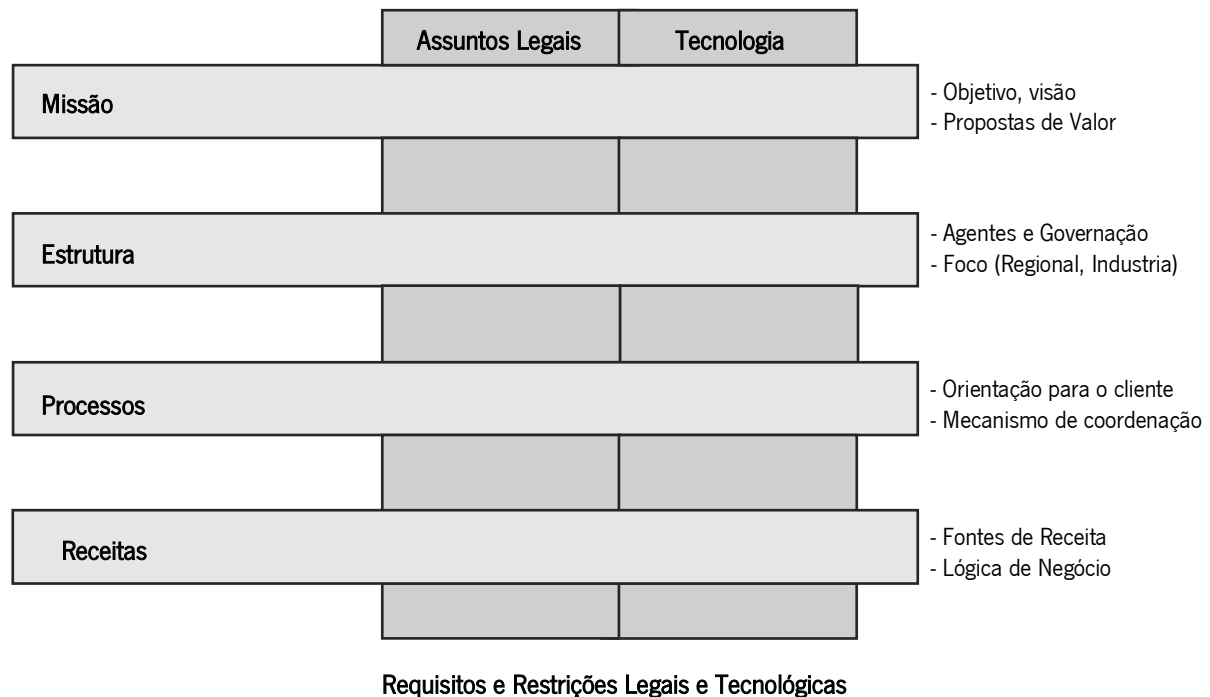 Assuntos Legais
Tecnologia
Missão
- Objetivo, visão
- Propostas de Valor
Estrutura
- Agentes e Governação
- Foco (Regional, Industria)
Processos
- Orientação para o cliente
- Mecanismo de coordenação
Receitas
- Fontes de Receita
- Lógica de Negócio
Requisitos e Restrições Legais e Tecnológicas